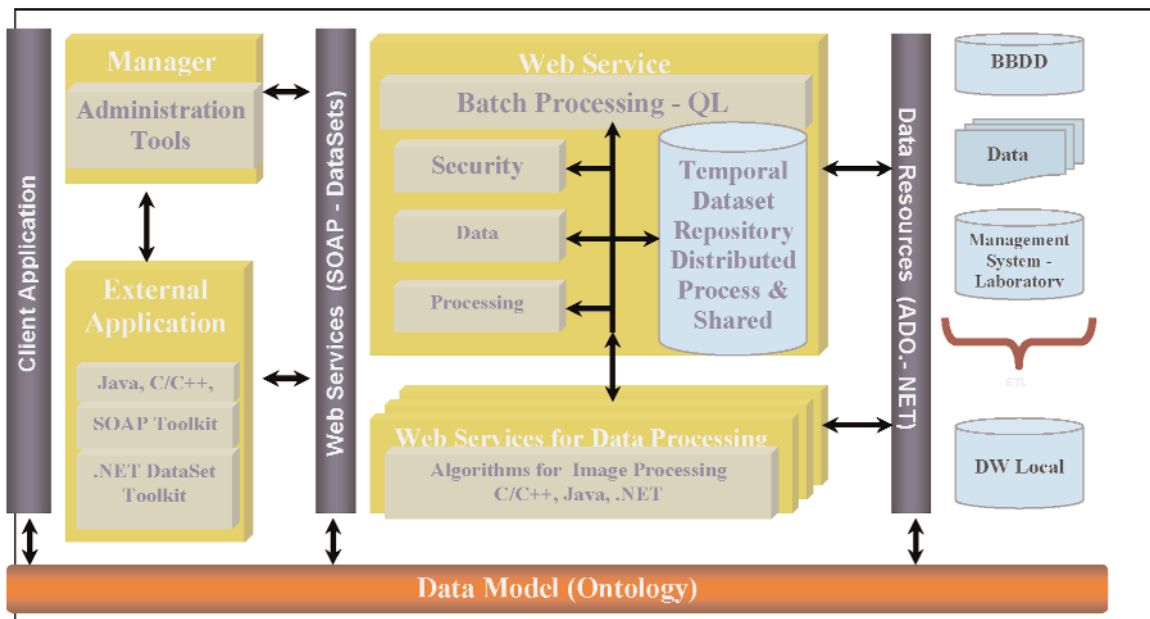 Client Application
Manager
Administration
Tools
External
Application
Java, C/C++,
SOAP Toolkit
.NET DataSet
Toolkit
Web Services (SOAP - DataSets)
Web Service
Batch Processing - QL
Security
Data
Processing
Temporal
Dataset
Repository
Distributed
Process &
Shared
Web Services for Data Processing
Algorithms for Image Processing
C/C++, Java, .NET
Data Resources (ADO.- NET)
BBDD
Data
Management
System -
Laboratory
ETL
DW Local
Data Model (Ontology)